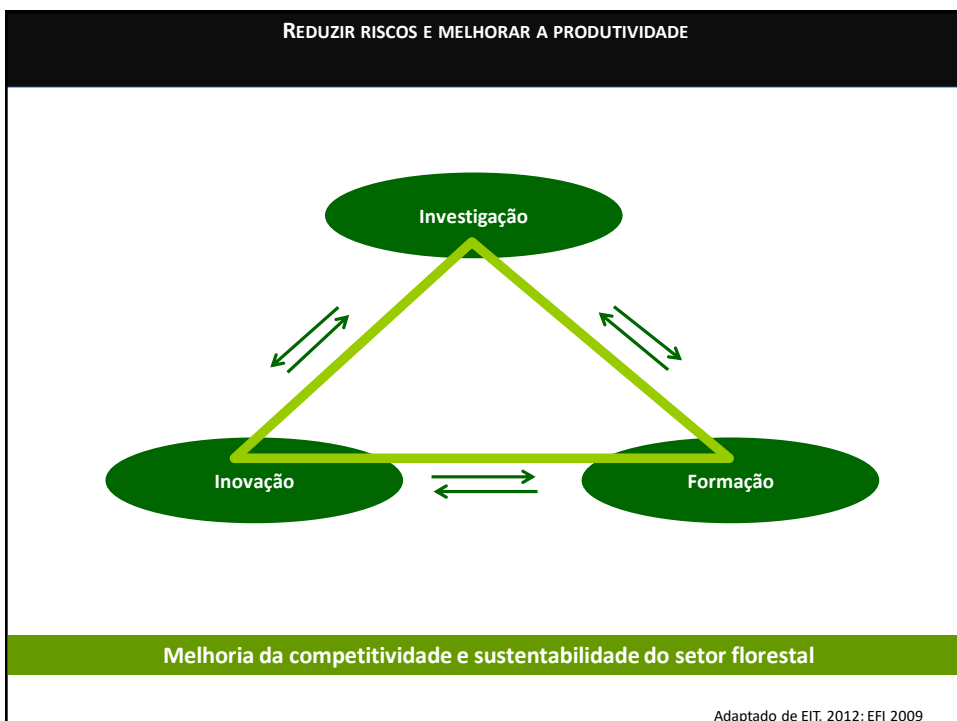 REDUZIR RISCOS E MELHORAR A PRODUTIVIDADE
Investigação
Inovação
Formação
Melhoria da competitividade e sustentabilidade do setor florestal
Adaptado de EIT, 2012; EFI 2009